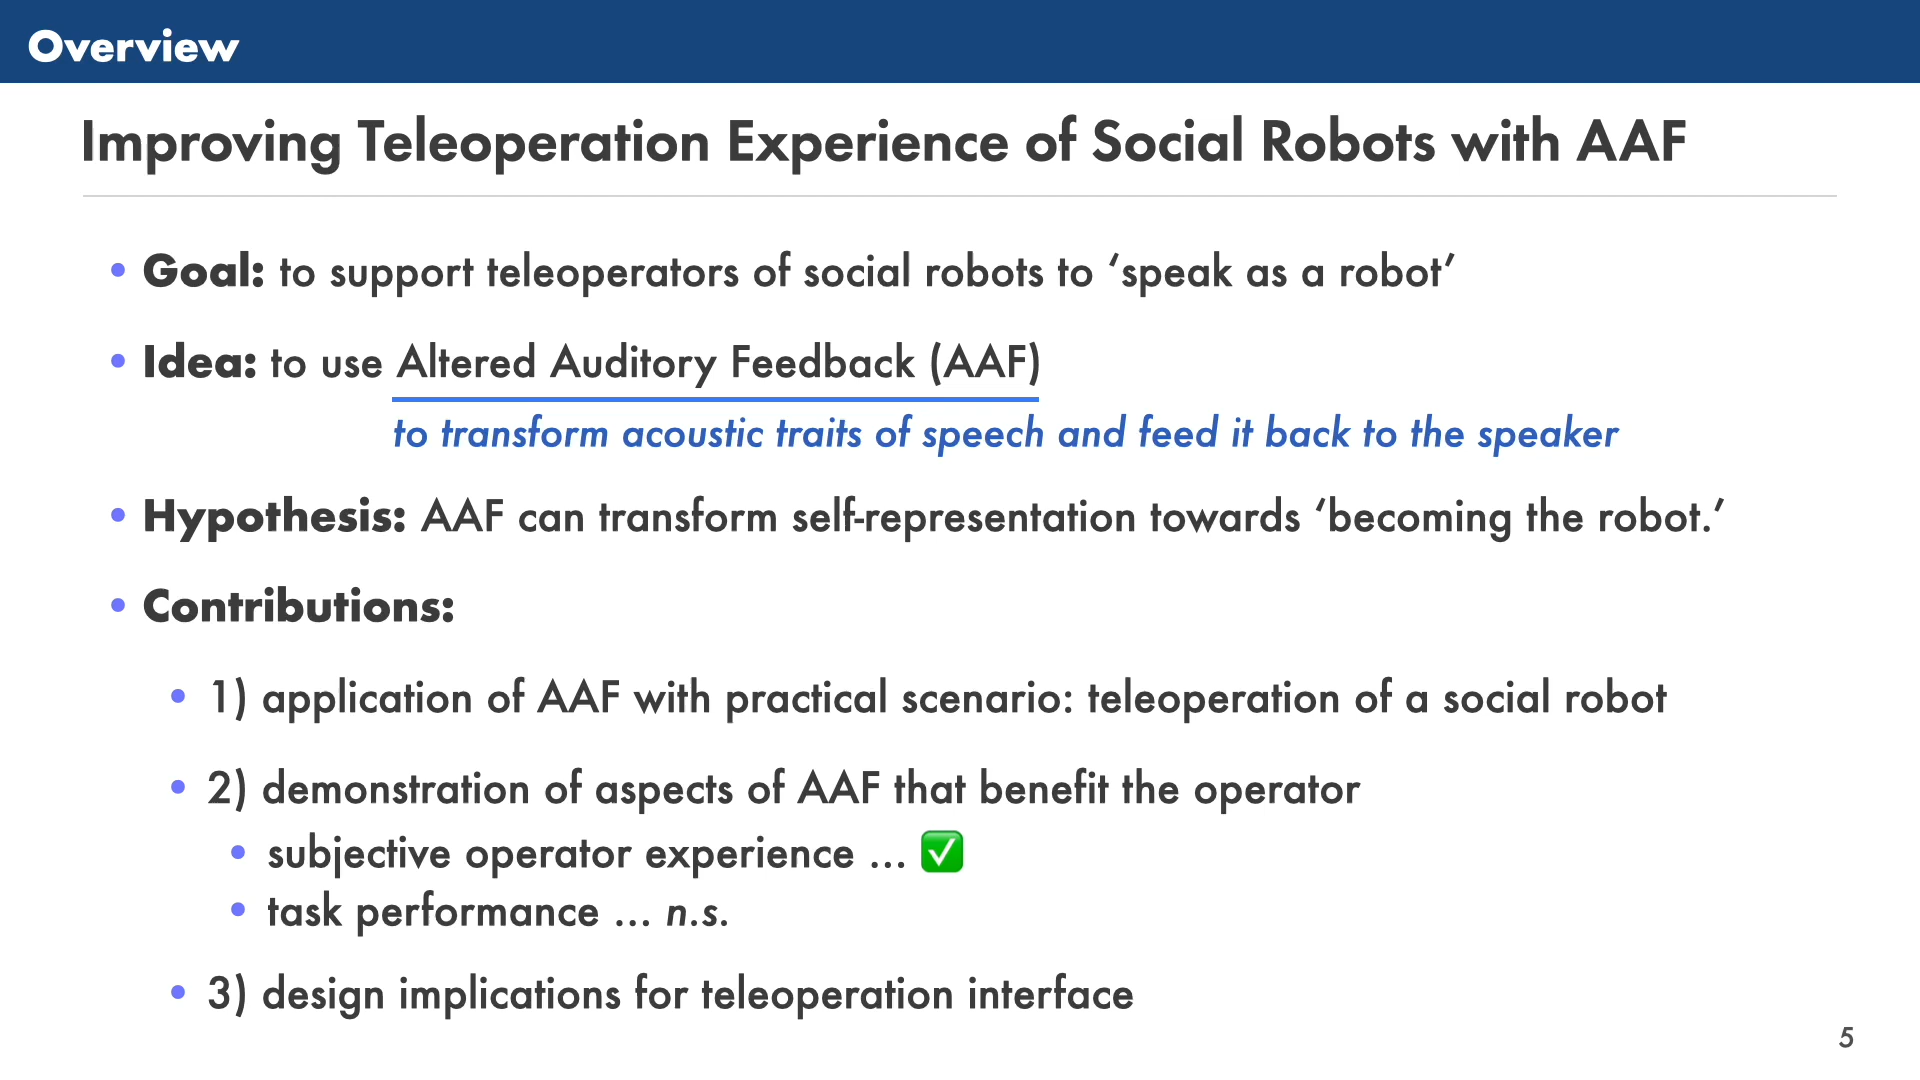 Overview
Improving Teleoperation Experience of Social Robots with AAF
• Goal: to support teleoperators of social robots to ‘speak as a robot’
• Idea: to use Altered Auditory Feedback (AAF)
to transform acoustic traits of speech and feed it back to the speaker
• Hypothesis: AAF can transform self-representation towards ‘becoming the robot.’
• Contributions:
• 1) application of AAF with practical scenario: teleoperation of a social robot
• 2) demonstration of aspects of AAF that benefit the operator
• subjective operator experience … ✅
• task performance … n.s.
• 3) design implications for teleoperation interface
5